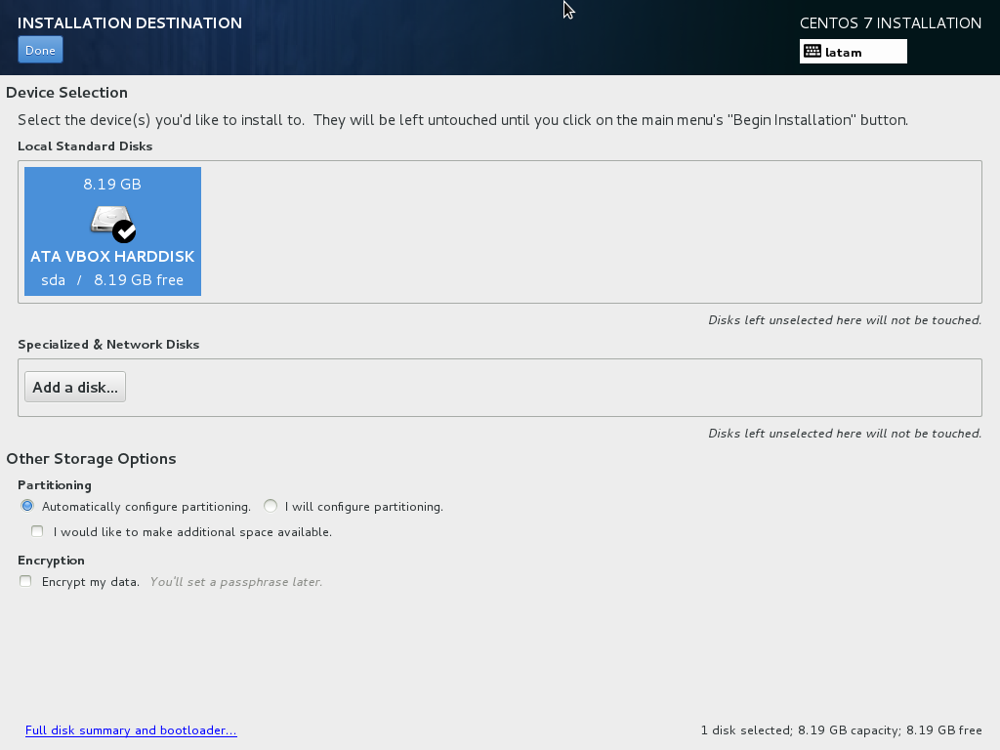 INSTALLATION DESTINATION
CENTOS 7 INSTALLATION
Done
latam
Device Selection
Select the device(s) you'd like to install to.  They will be left untouched until you click on the main menu's "Begin Installation" button.
Local Standard Disks
8.19 GB
ATA VBOX HARDDISK
sda / 8.19 GB free
Disks left unselected here will not be touched.
Specialized & Network Disks
Add a disk...
Disks left unselected here will not be touched.
Other Storage Options
Partitioning
Automatically configure partitioning. I will configure partitioning.
I would like to make additional space available.
Encryption
Encrypt my data. You'll set a passphrase later.
Full disk summary and bootloader... 1 disk selected; 8.19 GB capacity; 8.19 GB free